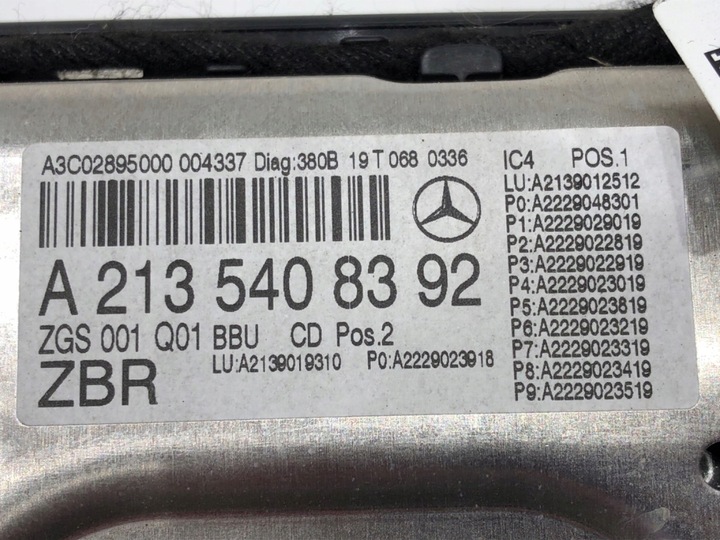 A3C02895000 004337 Diag:380B 19 T 068 0336
A 213 540 83 92
ZGS 001 Q01 BBU CD Pos.2
LU:A2139019310 P0:A2229023918
ZBR
IC4 POS.1
LU:A2139012512
P0:A2229048301
P1:A2229029019
P2:A2229022819
P3:A2229022919
P4:A2229023019
P5:A2229023819
P6:A2229023219
P7:A2229023319
P8:A2229023419
P9:A2229023519